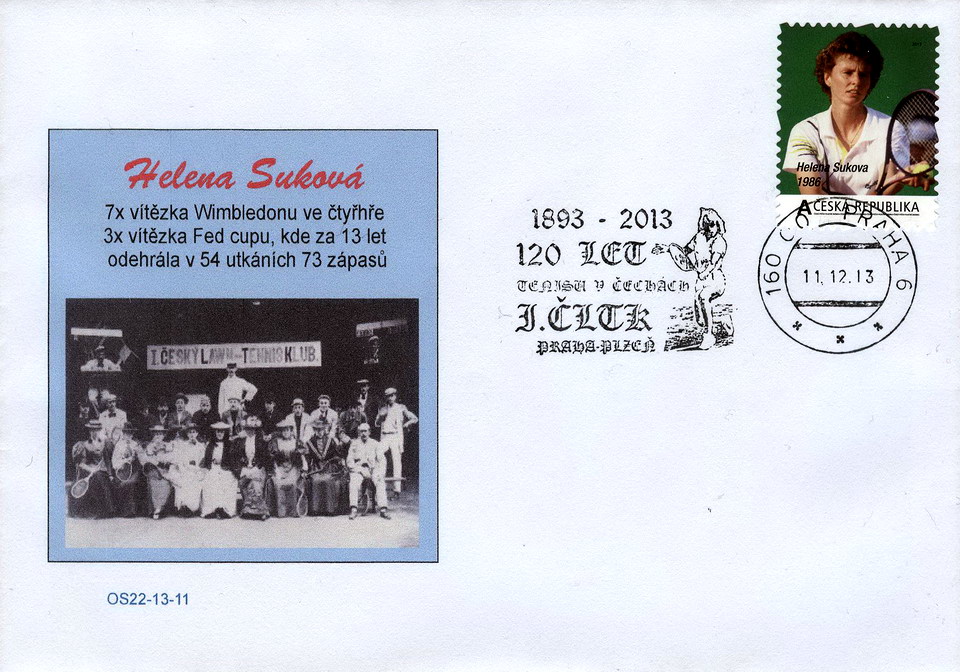 Helena Suková
7x vítězka Wimbledonu ve čtyřhře
3x vítězka Fed cupu, kde za 13 let
odehrála v 54 utkáních 73 zápasů
I. ČESKÝ LAWN-TENNIS KLUB.
OS22-13-11
1893 - 2013
120 LET
TENISU V ČECHÁCH
I.ČLTK
PRAHA-PLZEŇ
Helena Sukova
1986
A ČESKÁ REPUBLIKA
160 PRAHA 6
11.12.13